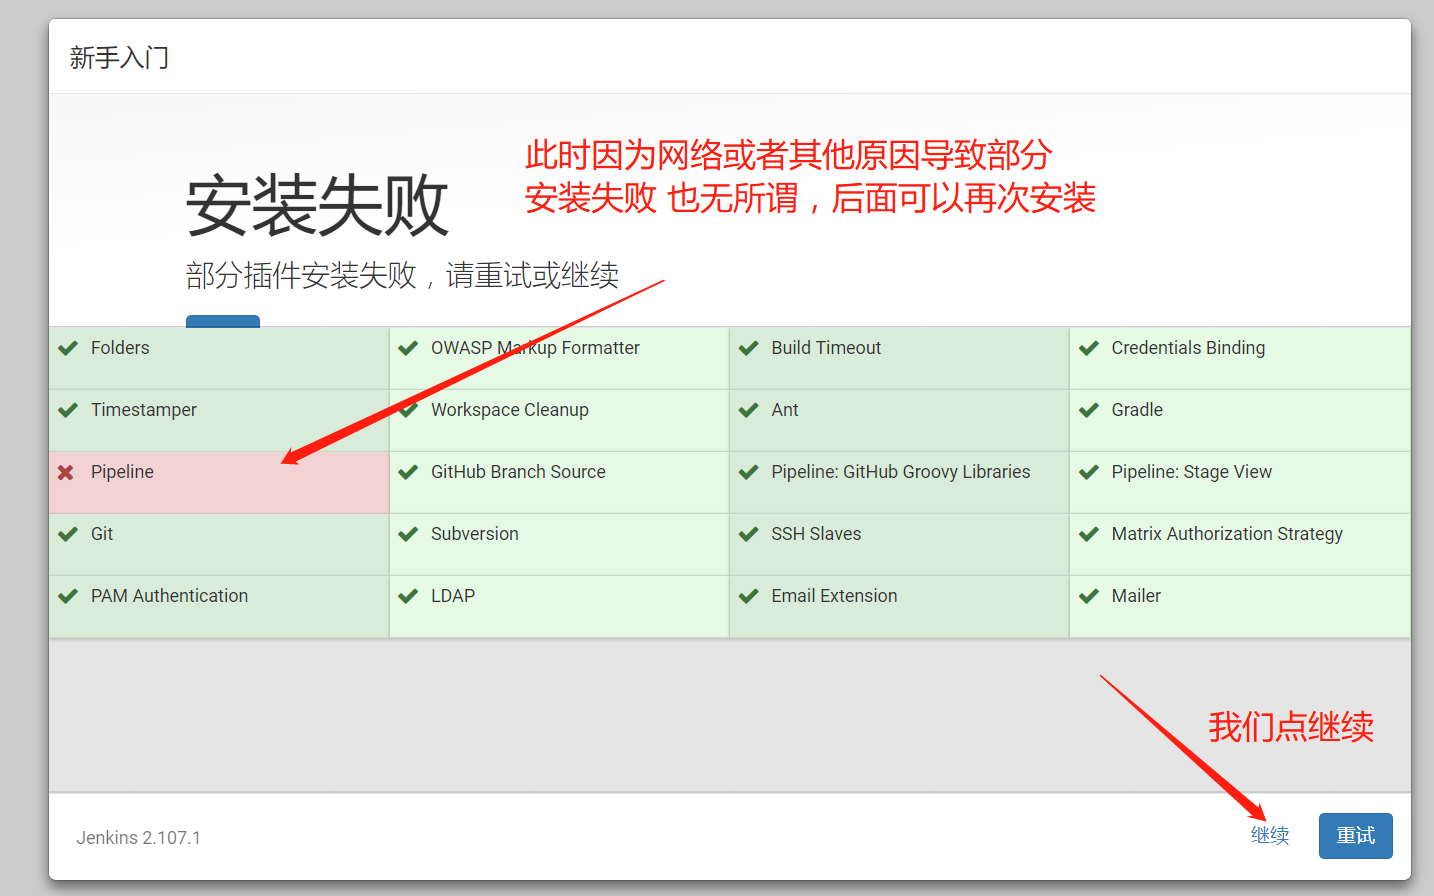 新手入门
此时因为网络或者其他原因导致部分
安装失败 也无所谓，后面可以再次安装
安装失败
部分插件安装失败，请重试或继续
Folders
OWASP Markup Formatter
Build Timeout
Credentials Binding
Timestamper
Workspace Cleanup
Ant
Gradle
Pipeline
GitHub Branch Source
Pipeline: GitHub Groovy Libraries
Pipeline: Stage View
Git
Subversion
SSH Slaves
Matrix Authorization Strategy
PAM Authentication
LDAP
Email Extension
Mailer
我们点继续
Jenkins 2.107.1
继续
重试